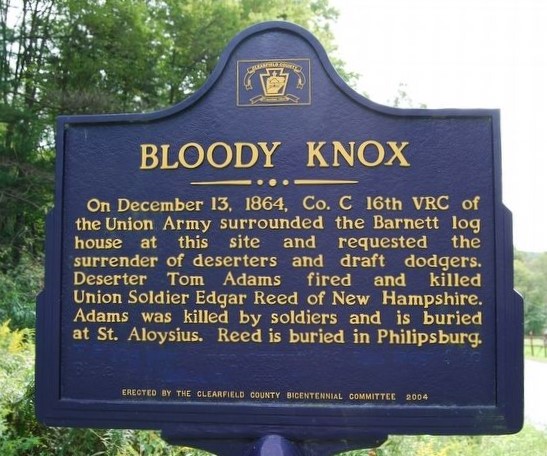 CLEARFIELD COUNTY
BLOODY KNOX
On December 13, 1864, Co. C 16th VRC of
the Union Army surrounded the Barnett log
house at this site and requested the
surrender of deserters and draft dodgers.
Deserter Tom Adams fired and killed
Union Soldier Edgar Reed of New Hampshire.
Adams was killed by soldiers and is buried
at St. Aloysius. Reed is buried in Philipsburg.
ERECTED BY THE CLEARFIELD COUNTY BICENTENNIAL COMMITTEE 2004